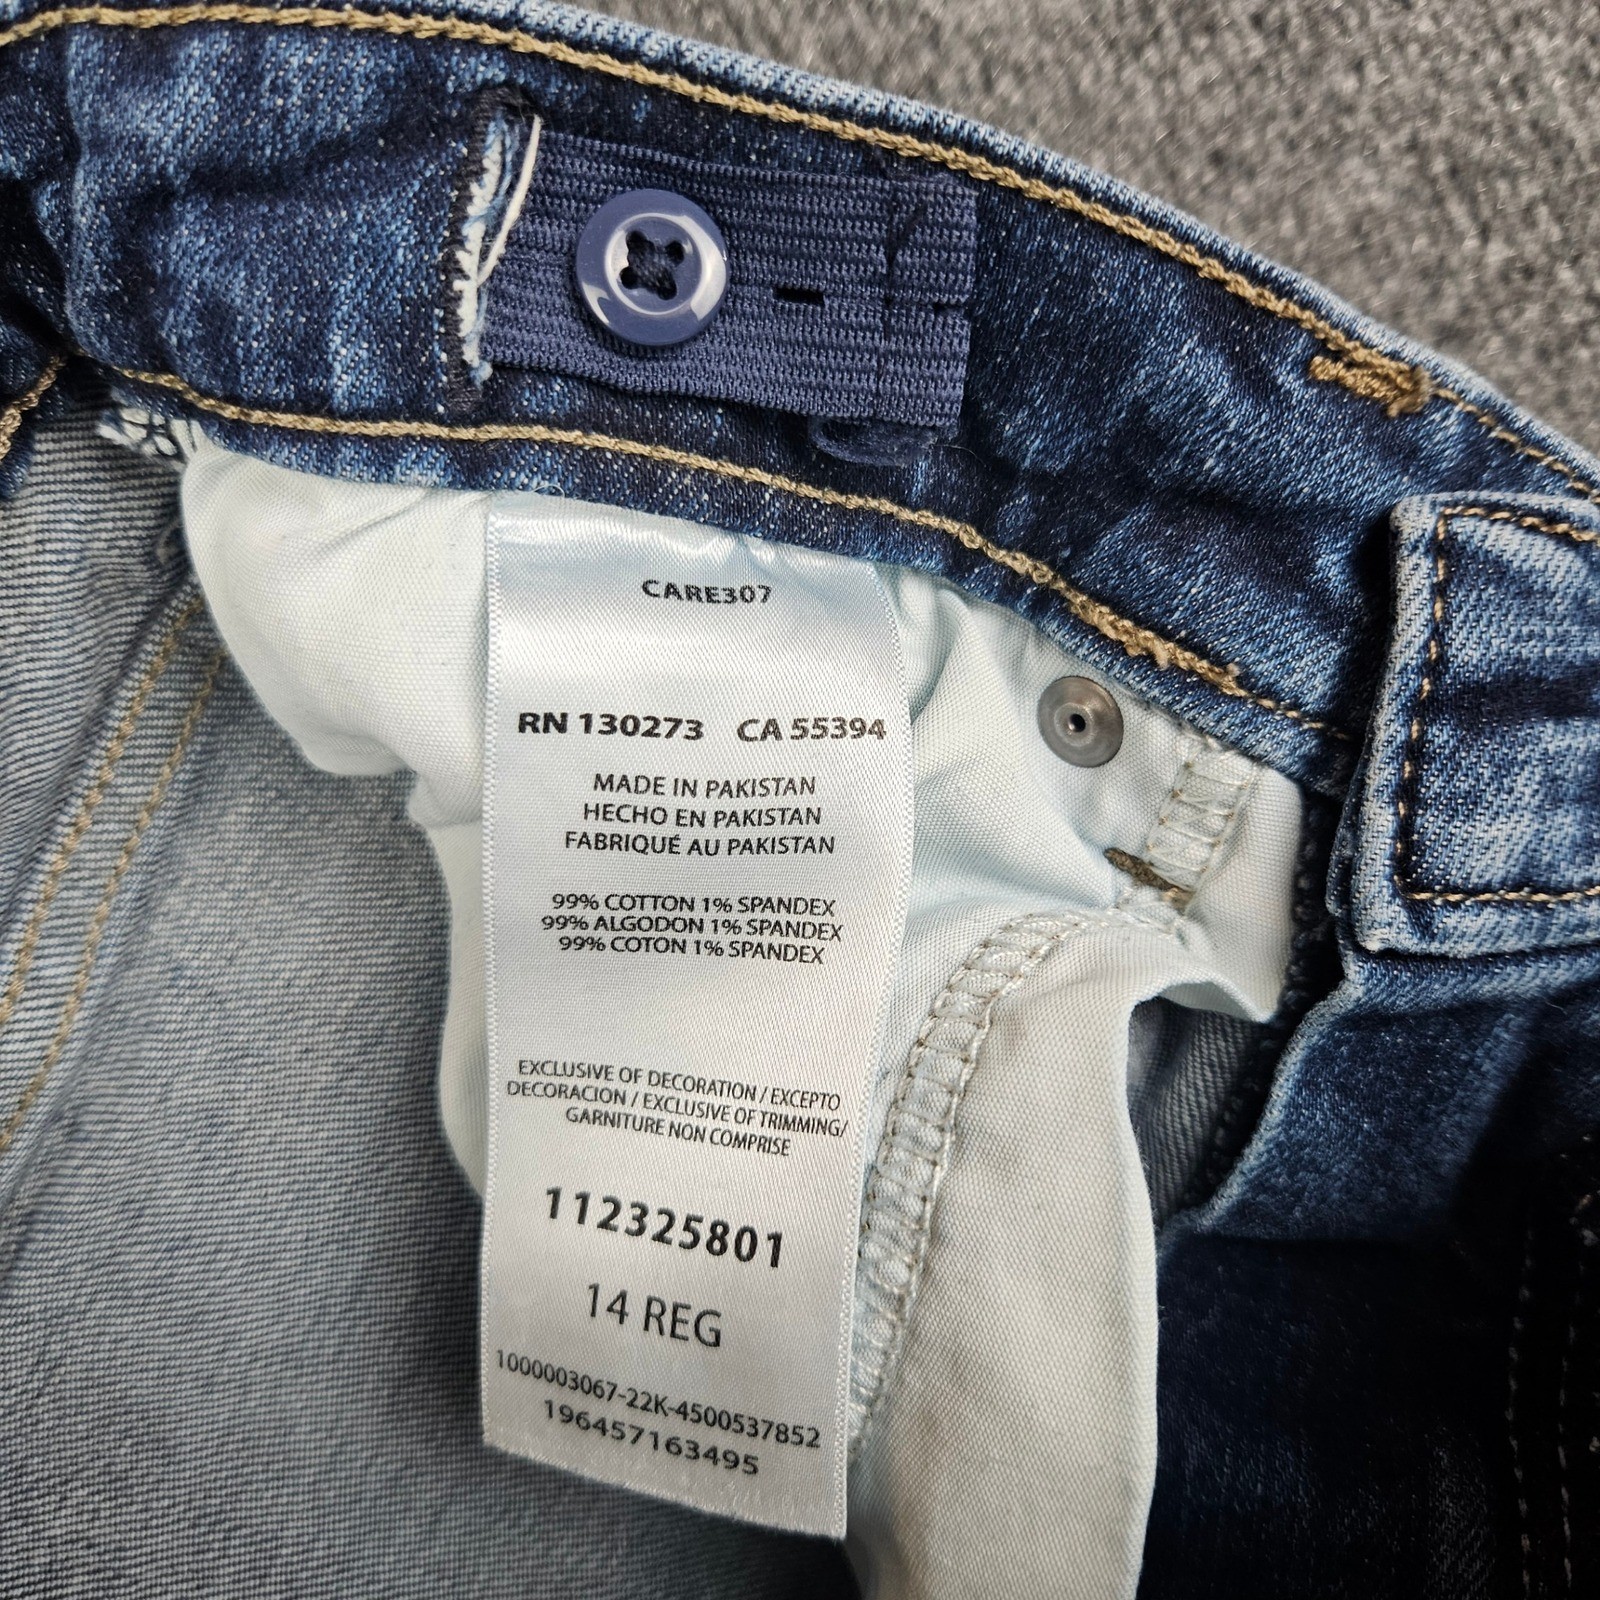 CARE307
RN 130273 CA 55394
MADE IN PAKISTAN
HECHO EN PAKISTAN
FABRIQUÉ AU PAKISTAN
99% COTTON 1% SPANDEX
99% ALGODON 1% SPANDEX
99% COTON 1% SPANDEX
EXCLUSIVE OF DECORATION / EXCEPTO
DECORACION / EXCLUSIVE OF TRIMMING/
GARNITURE NON COMPRISE
112325801
14 REG
1000003067-22K-4500537852
196457163495